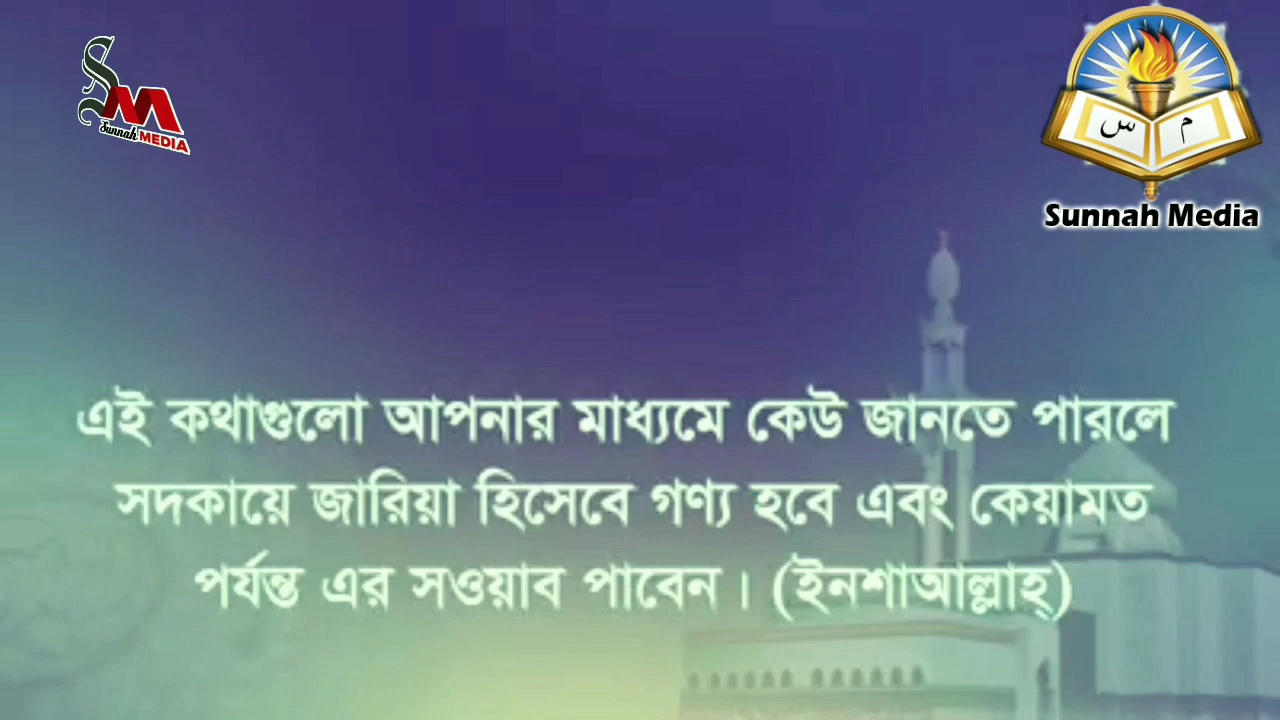 SM
Sunnah MEDIA
س م
Sunnah Media
এই কথাগুলো আপনার মাধ্যমে কেউ জানতে পারলে
সদকায়ে জারিয়া হিসেবে গণ্য হবে এবং কেয়ামত
পর্যন্ত এর সওয়াব পাবেন। (ইনশাআল্লাহ্)